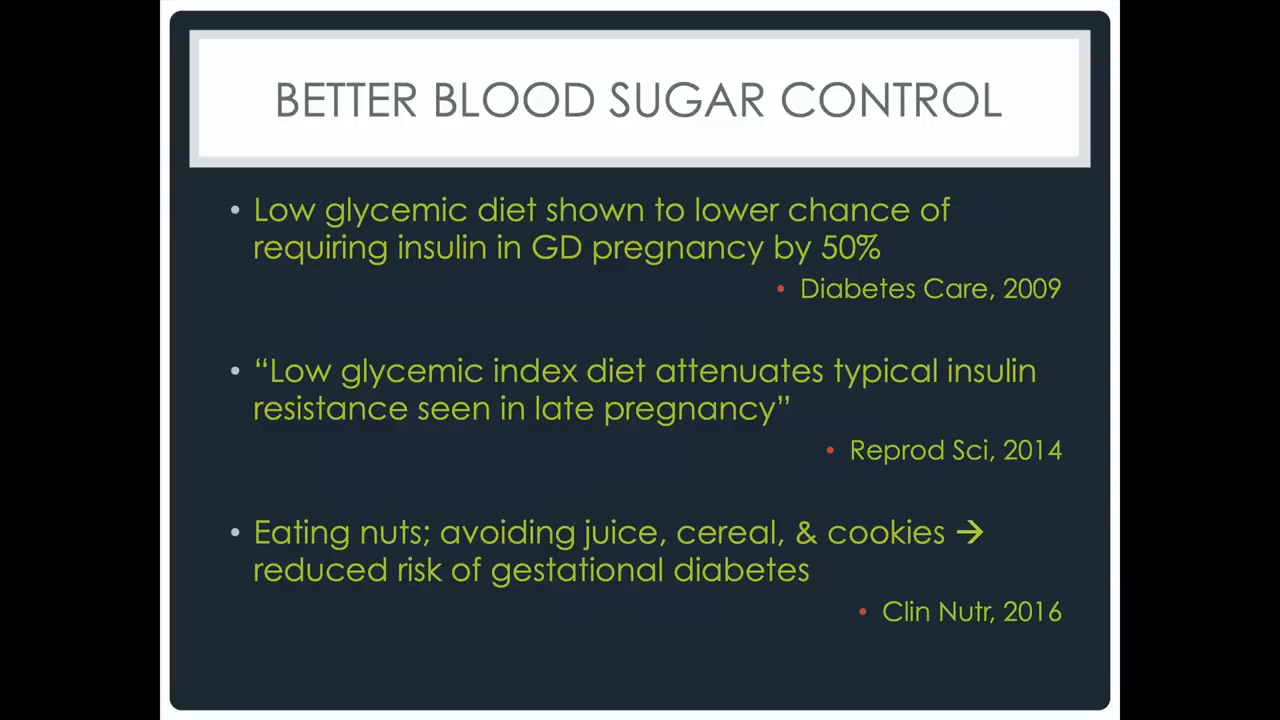 BETTER BLOOD SUGAR CONTROL
• Low glycemic diet shown to lower chance of
requiring insulin in GD pregnancy by 50%
• Diabetes Care, 2009
• “Low glycemic index diet attenuates typical insulin
resistance seen in late pregnancy”
• Reprod Sci, 2014
• Eating nuts; avoiding juice, cereal, & cookies →
reduced risk of gestational diabetes
• Clin Nutr, 2016